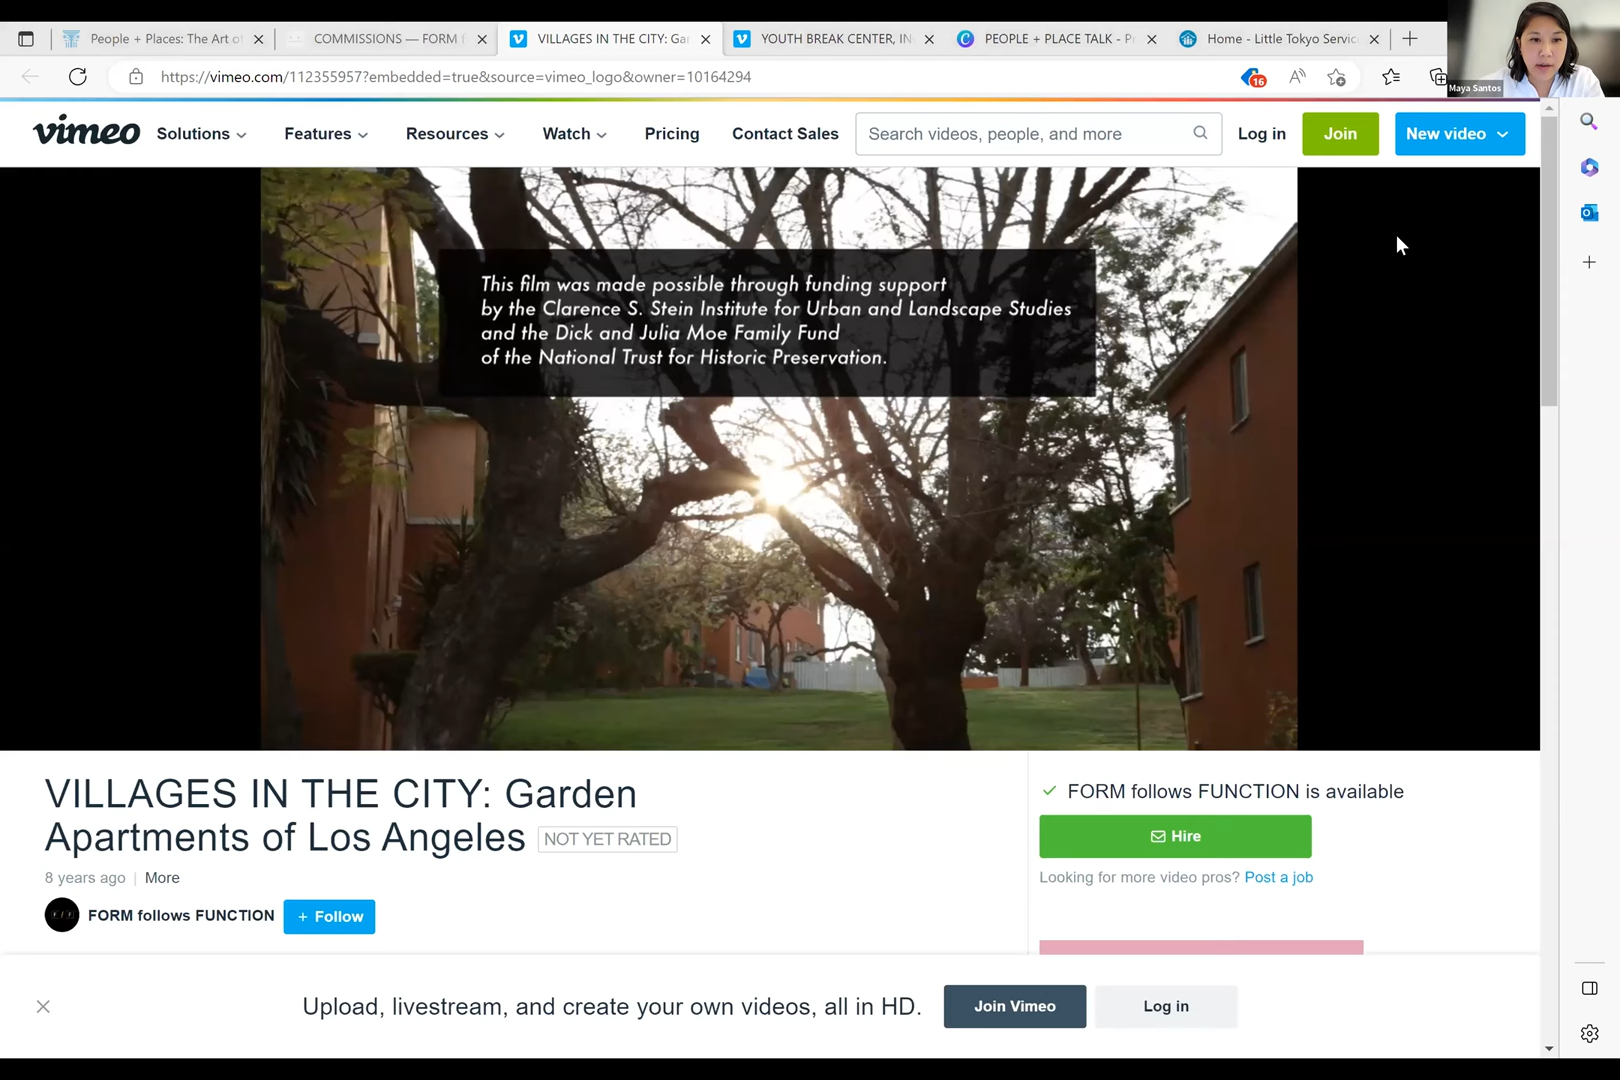 People + Places: The Art of
COMMISSIONS — FORM f
VILLAGES IN THE CITY: Ga
YOUTH BREAK CENTER, IN
PEOPLE + PLACE TALK - P
Home - Little Tokyo Servic
https://vimeo.com/112355957?embedded=true&source=vimeo_logo&owner=10164294
16
Maya Santos
vimeo
Solutions
Features
Resources
Watch
Pricing
Contact Sales
Search videos, people, and more
Log in
Join
New video
This film was made possible through funding support
by the Clarence S. Stein Institute for Urban and Landscape Studies
and the Dick and Julia Moe Family Fund
of the National Trust for Historic Preservation.
VILLAGES IN THE CITY: Garden
Apartments of Los Angeles
NOT YET RATED
8 years ago | More
FORM follows FUNCTION
+ Follow
FORM follows FUNCTION is available
Hire
Looking for more video pros? Post a job
Upload, livestream, and create your own videos, all in HD.
Join Vimeo
Log in